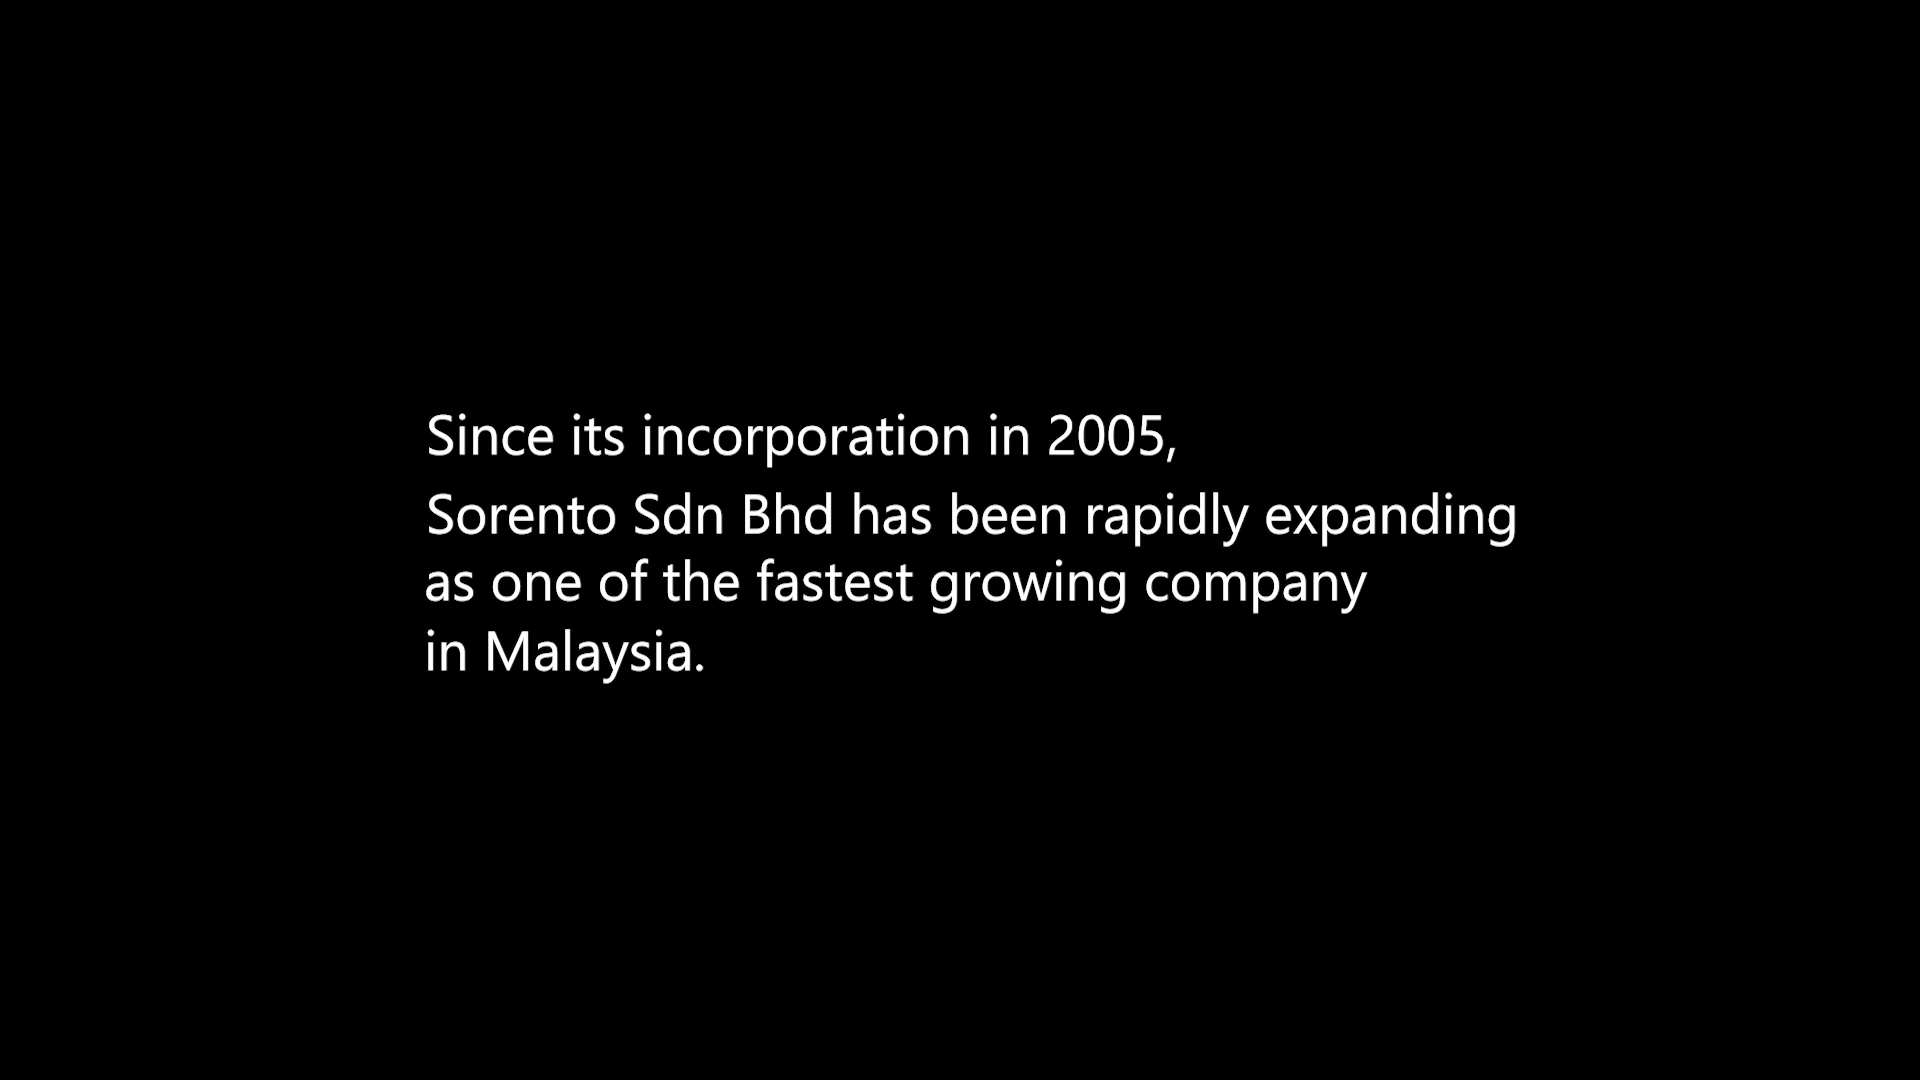 Since its incorporation in 2005,
Sorento Sdn Bhd has been rapidly expanding
as one of the fastest growing company
in Malaysia.